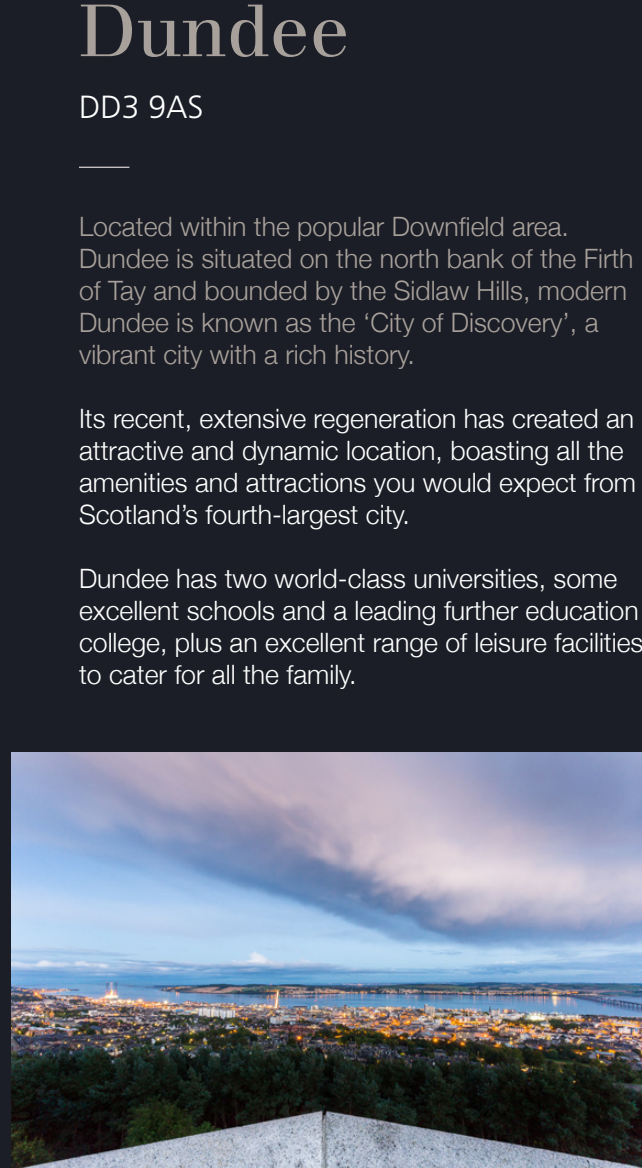 Dundee
DD3 9AS
Located within the popular Downfield area.
Dundee is situated on the north bank of the Firth
of Tay and bounded by the Sidlaw Hills, modern
Dundee is known as the ‘City of Discovery’, a
vibrant city with a rich history.
Its recent, extensive regeneration has created an
attractive and dynamic location, boasting all the
amenities and attractions you would expect from
Scotland’s fourth-largest city.
Dundee has two world-class universities, some
excellent schools and a leading further education
college, plus an excellent range of leisure facilities
to cater for all the family.